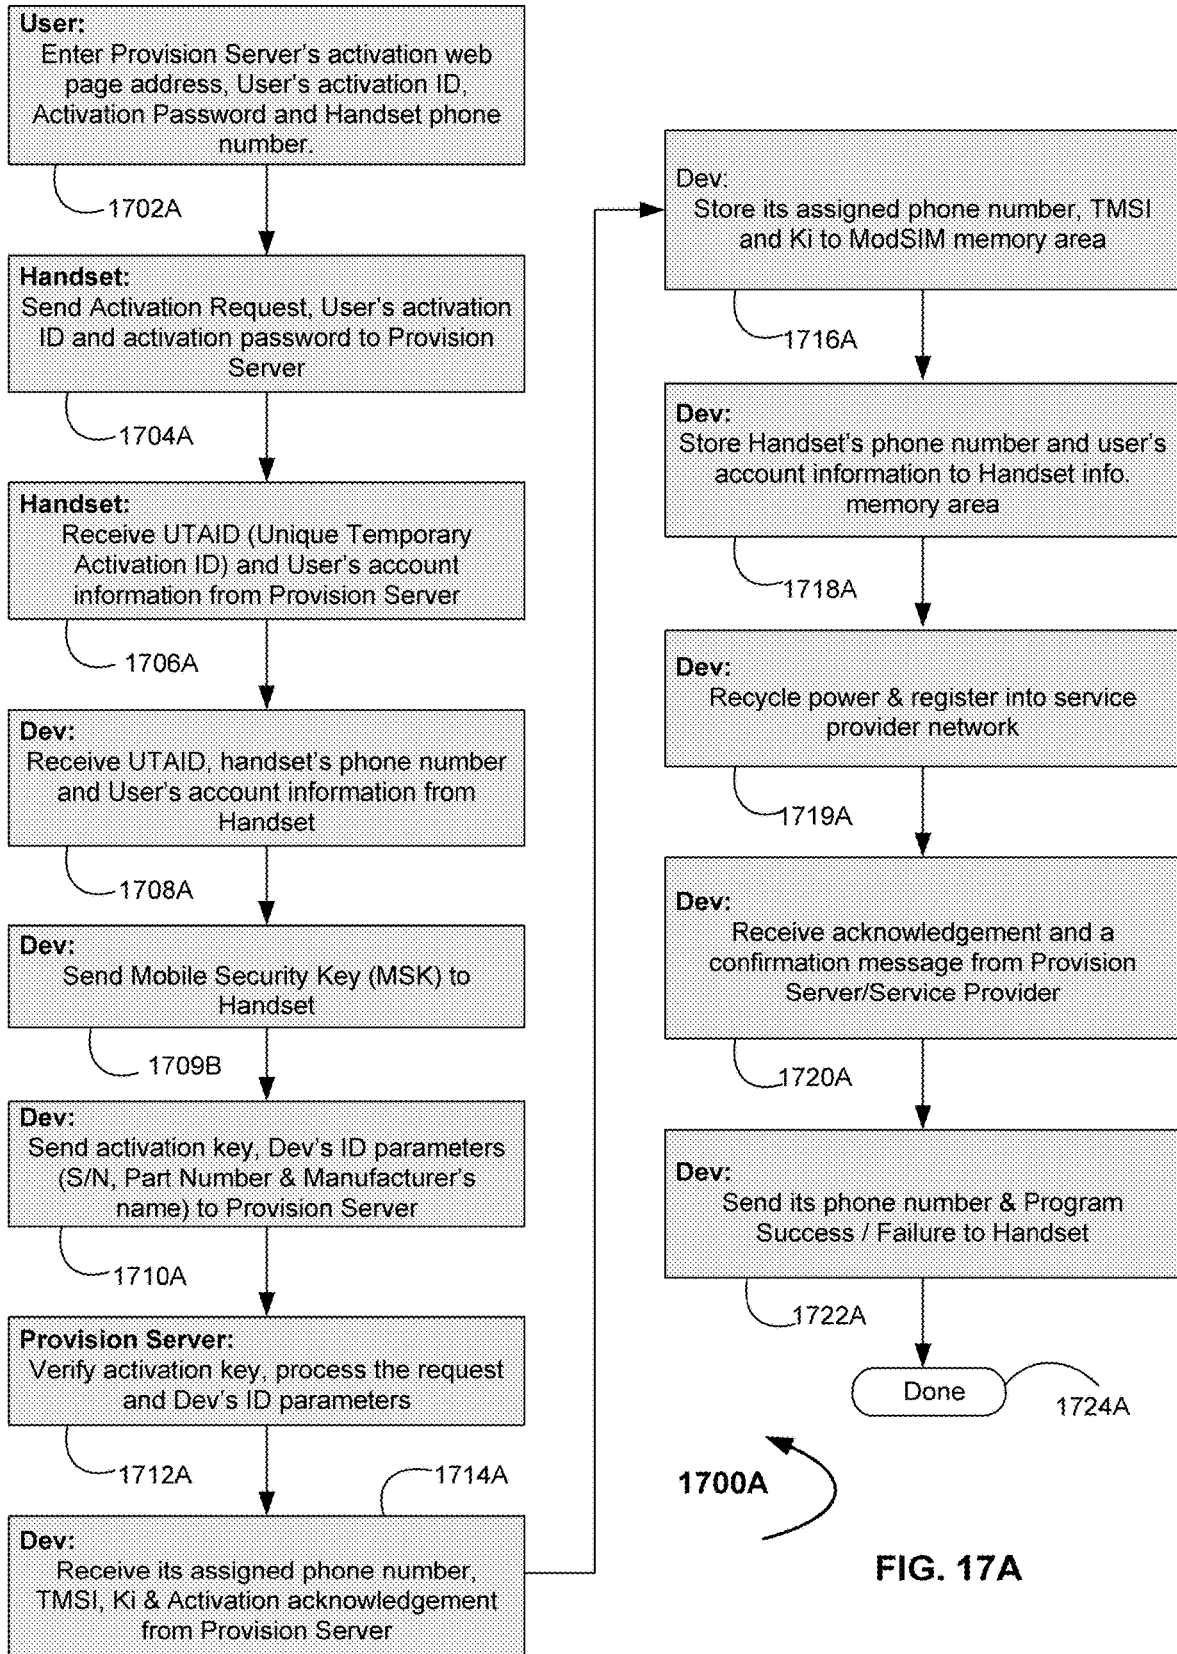 User:
Enter Provision Server's activation web
page address, User's activation ID,
Activation Password and Handset phone
number.
1702A
Handset:
Send Activation Request, User's activation
ID and activation password to Provision
Server
1704A
Handset:
Receive UTAID (Unique Temporary
Activation ID) and User's account
information from Provision Server
1706A
Dev:
Receive UTAID, handset's phone number
and User's account information from
Handset
1708A
Dev:
Send Mobile Security Key (MSK) to
Handset
1709B
Dev:
Send activation key, Dev's ID parameters
(S/N, Part Number & Manufacturer's
name) to Provision Server
1710A
Provision Server:
Verify activation key, process the request
and Dev's ID parameters
1712A
1714A
Dev:
Receive its assigned phone number,
TMSI, Ki & Activation acknowledgement
from Provision Server
Dev:
Store its assigned phone number, TMSI
and Ki to ModSIM memory area
1716A
Dev:
Store Handset's phone number and user's
account information to Handset info.
memory area
1718A
Dev:
Recycle power & register into service
provider network
1719A
Dev:
Receive acknowledgement and a
confirmation message from Provision
Server/Service Provider
1720A
Dev:
Send its phone number & Program
Success / Failure to Handset
1722A
Done
1724A
1700A
FIG. 17A